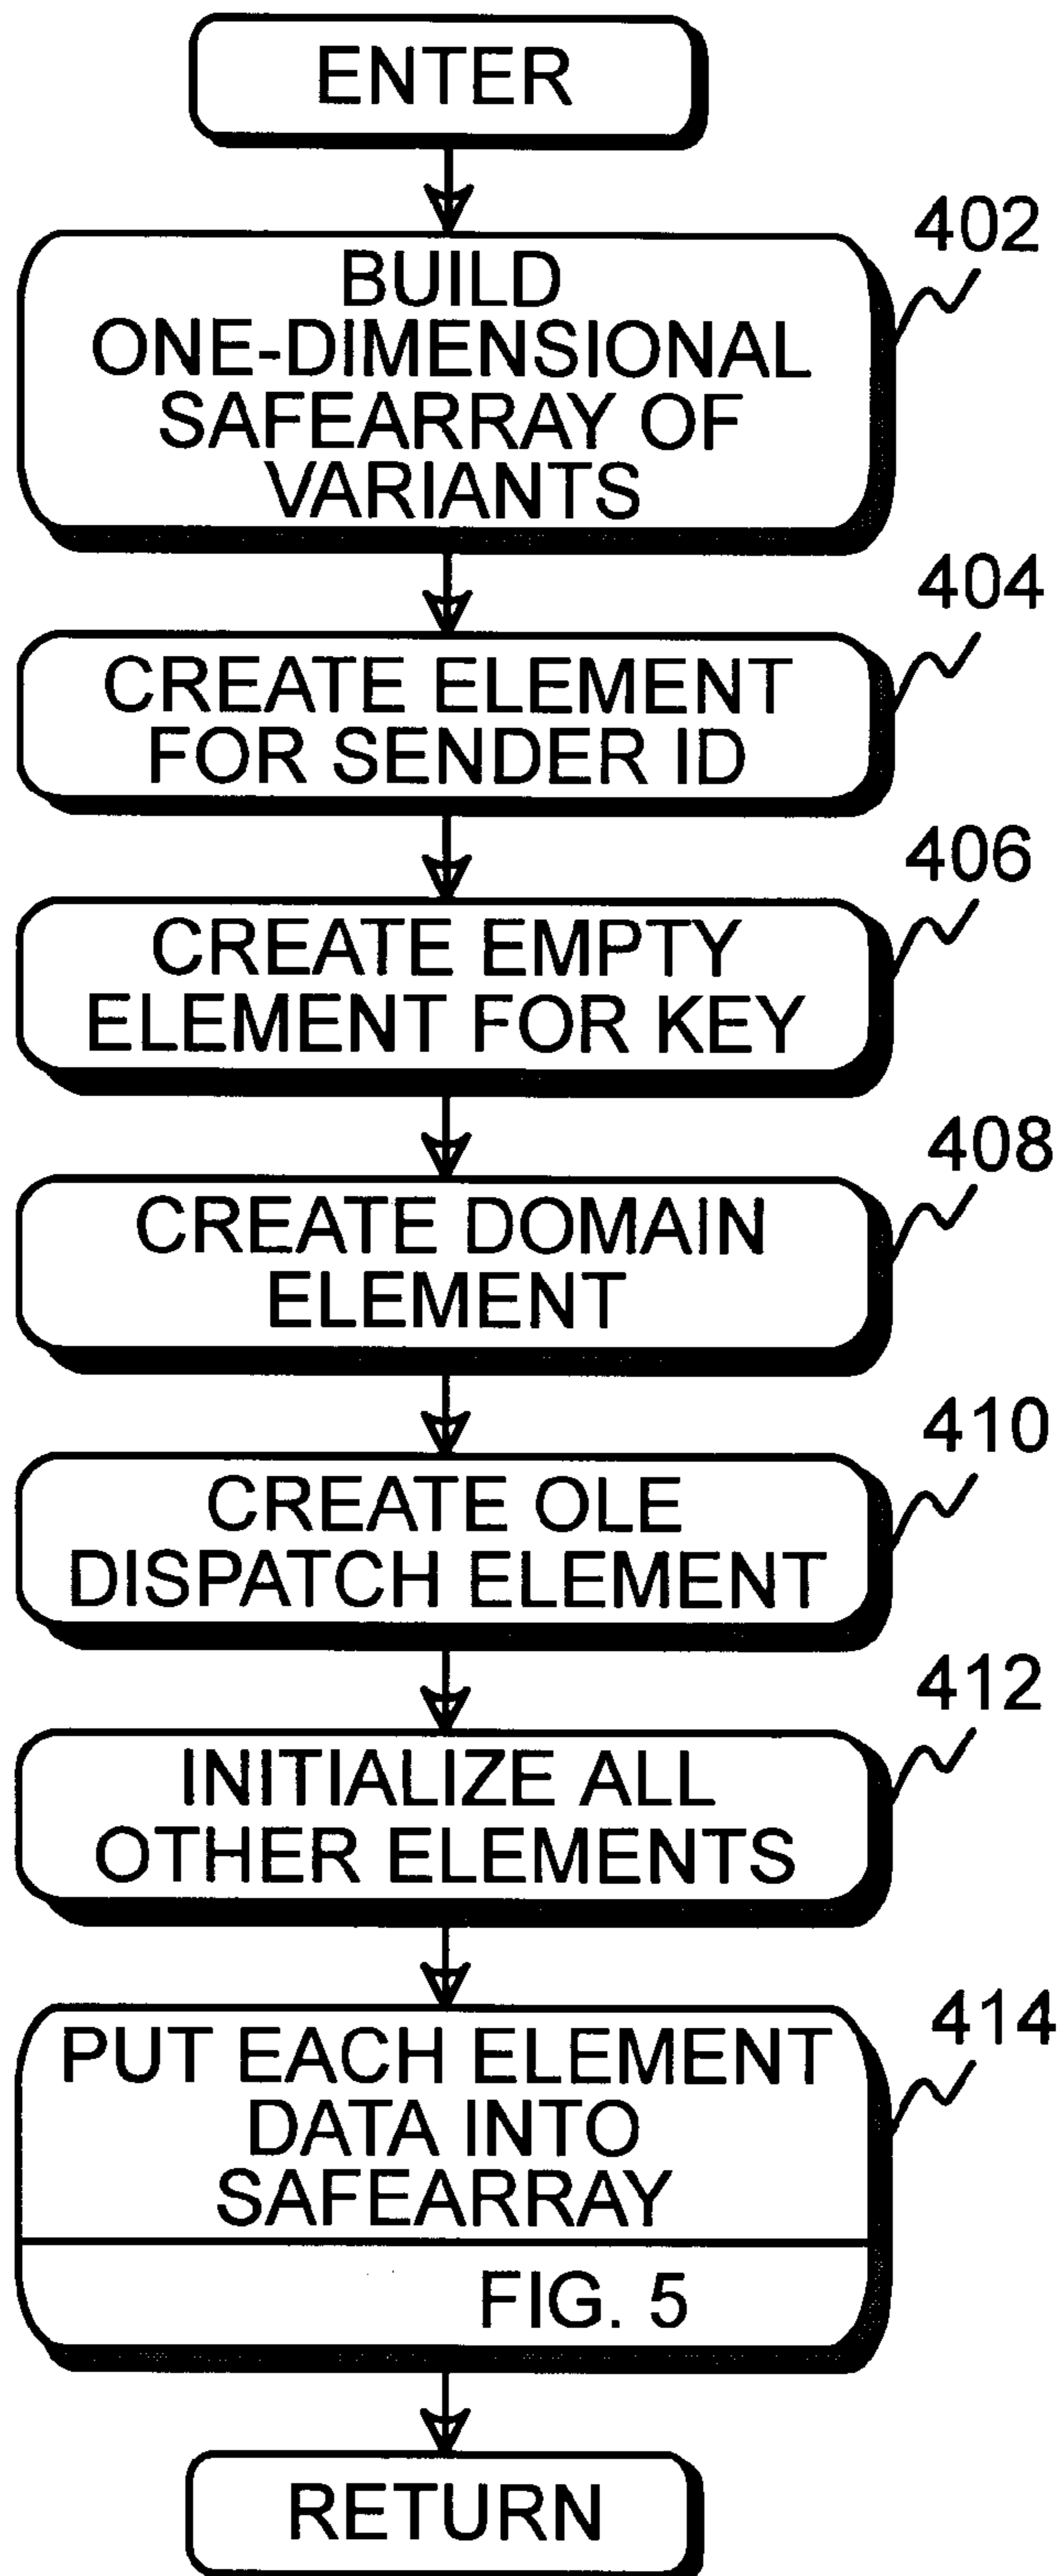 ENTER
402
BUILD
ONE-DIMENSIONAL
SAFEARRAY OF
VARIANTS
404
CREATE ELEMENT
FOR SENDER ID
406
CREATE EMPTY
ELEMENT FOR KEY
408
CREATE DOMAIN
ELEMENT
410
CREATE OLE
DISPATCH ELEMENT
412
INITIALIZE ALL
OTHER ELEMENTS
414
PUT EACH ELEMENT
DATA INTO
SAFEARRAY
FIG. 5
RETURN